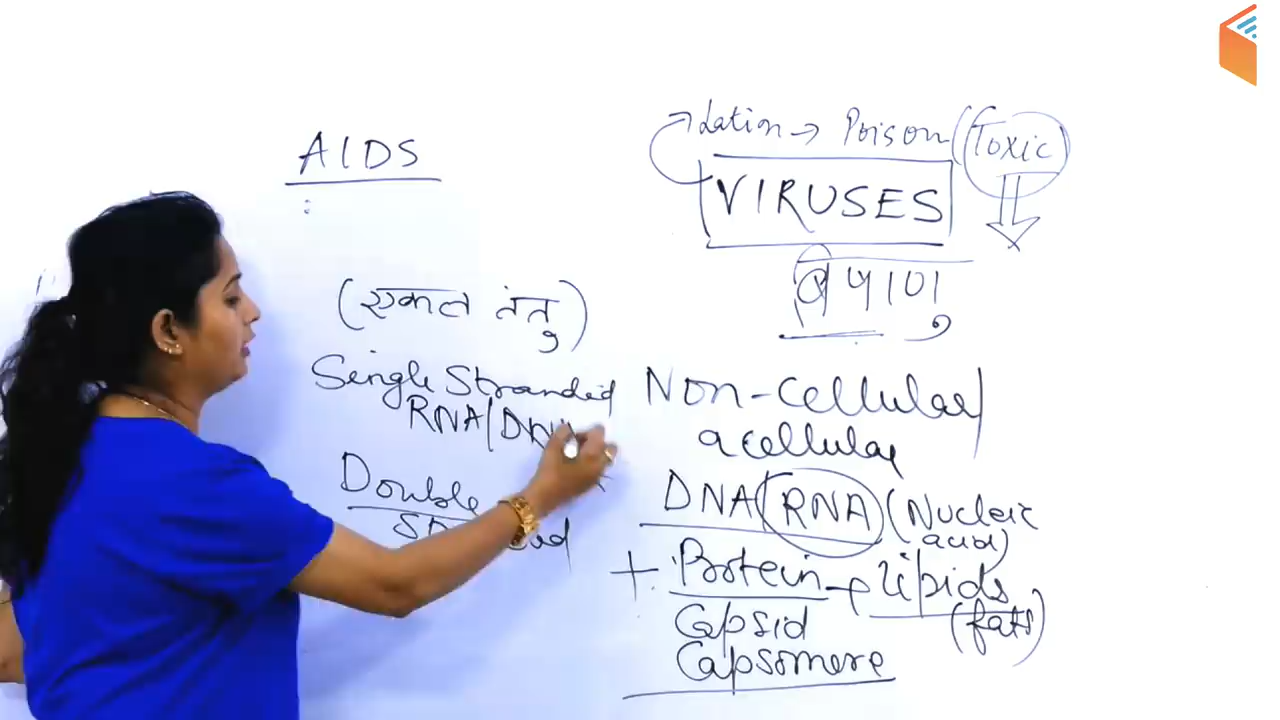 AIDS
(एकल तंतु)
Single Stranded
RNA/DNA
Double
Lation → Poison (Toxic)
VIRUSES
विषाणु
Non-Cellular/
acellular
DNA/RNA (Nucleic
acid)
+ Protein + lipids
(fats)
Capsid
Capsomere